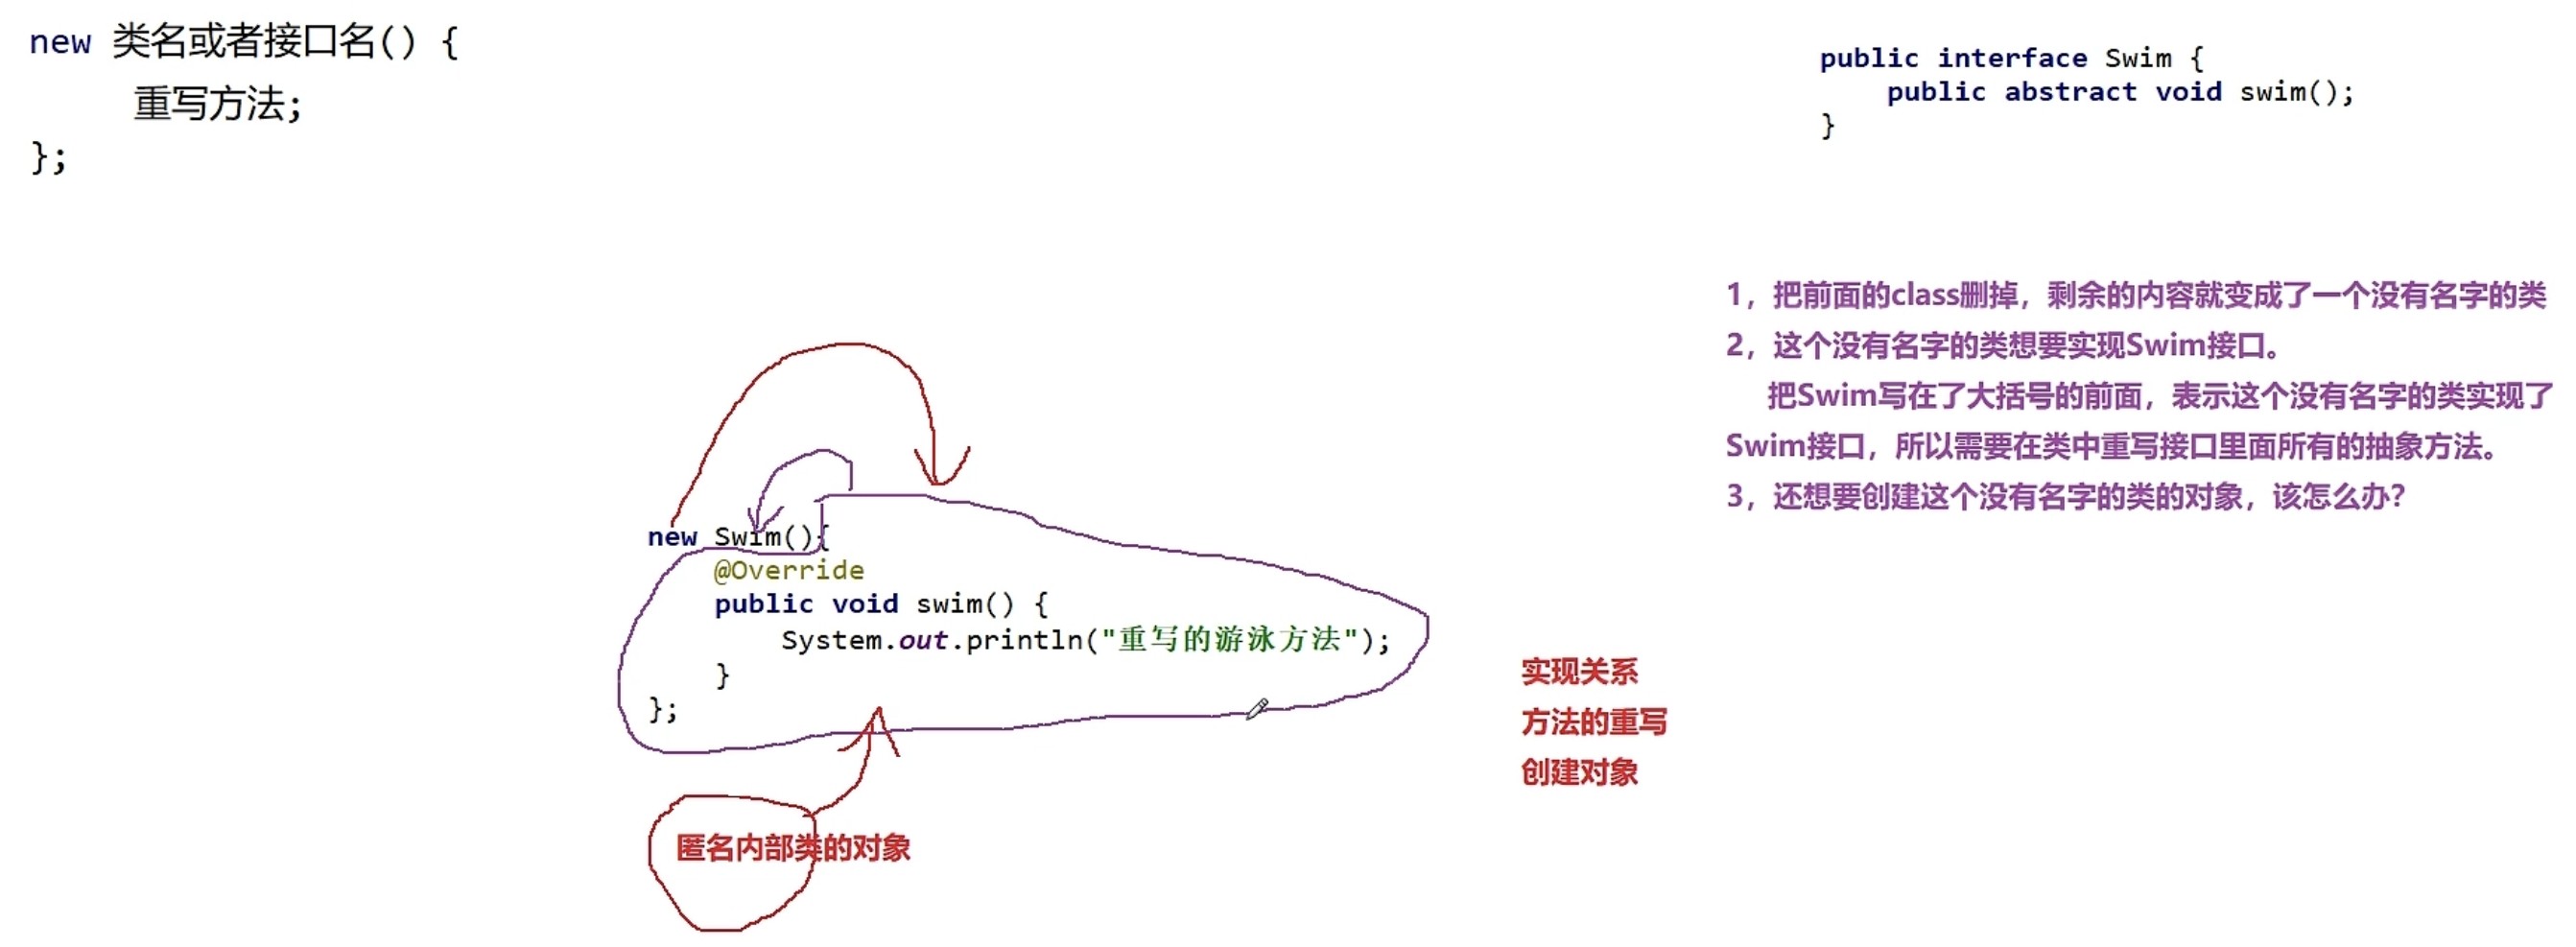 new 类名或者接口名() {
重写方法;
};
public interface Swim {
public abstract void swim();
}
1，把前面的class删掉，剩余的内容就变成了一个没有名字的类
2，这个没有名字的类想要实现Swim接口。
把Swim写在了大括号的前面，表示这个没有名字的类实现了
Swim接口，所以需要在类中重写接口里面所有的抽象方法。
3，还想要创建这个没有名字的类的对象，该怎么办？
new Swim(){
@Override
public void swim() {
System.out.println("重写的游泳方法");
}
};
实现关系
方法的重写
创建对象
匿名内部类的对象